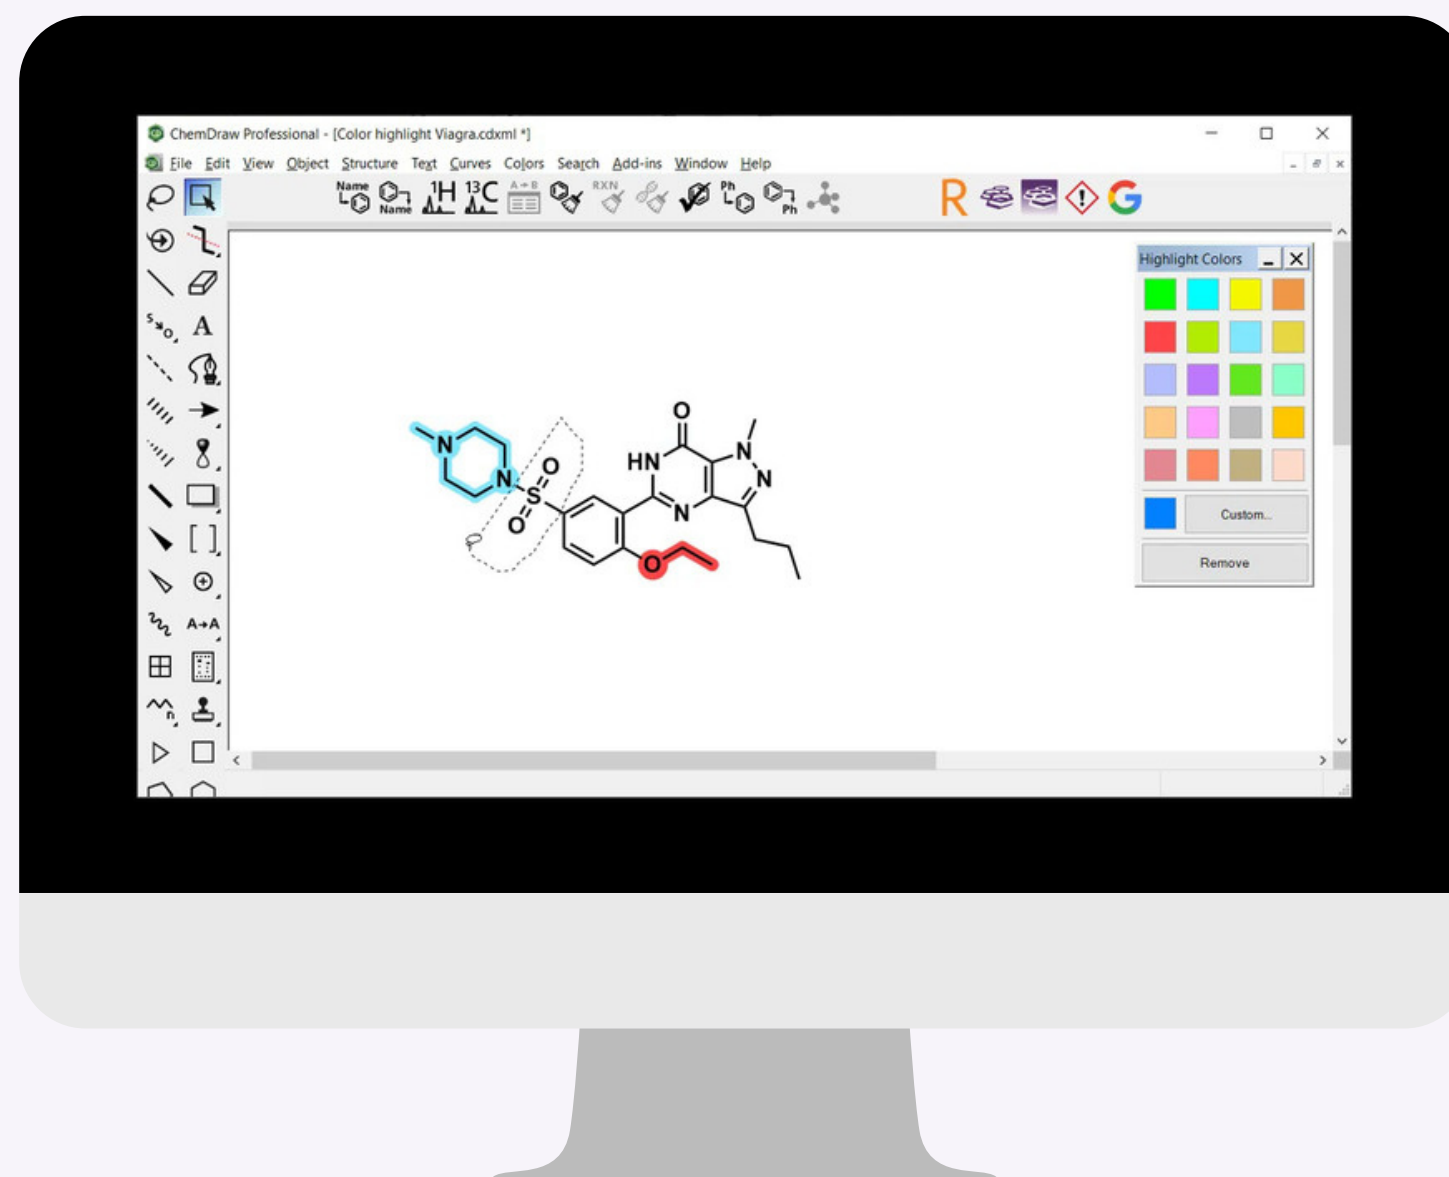 ChemDraw Professional - [Color highlight Viagra.cdxml *]
File Edit View Object Structure Text Curves Colors Search Add-ins Window Help
Name 1H 13C A→B RXN Ph R G
Name Ph
Highlight Colors
S O A
A→A
n
O
N N
HN N
N O
S
O N
O
Custom...
Remove